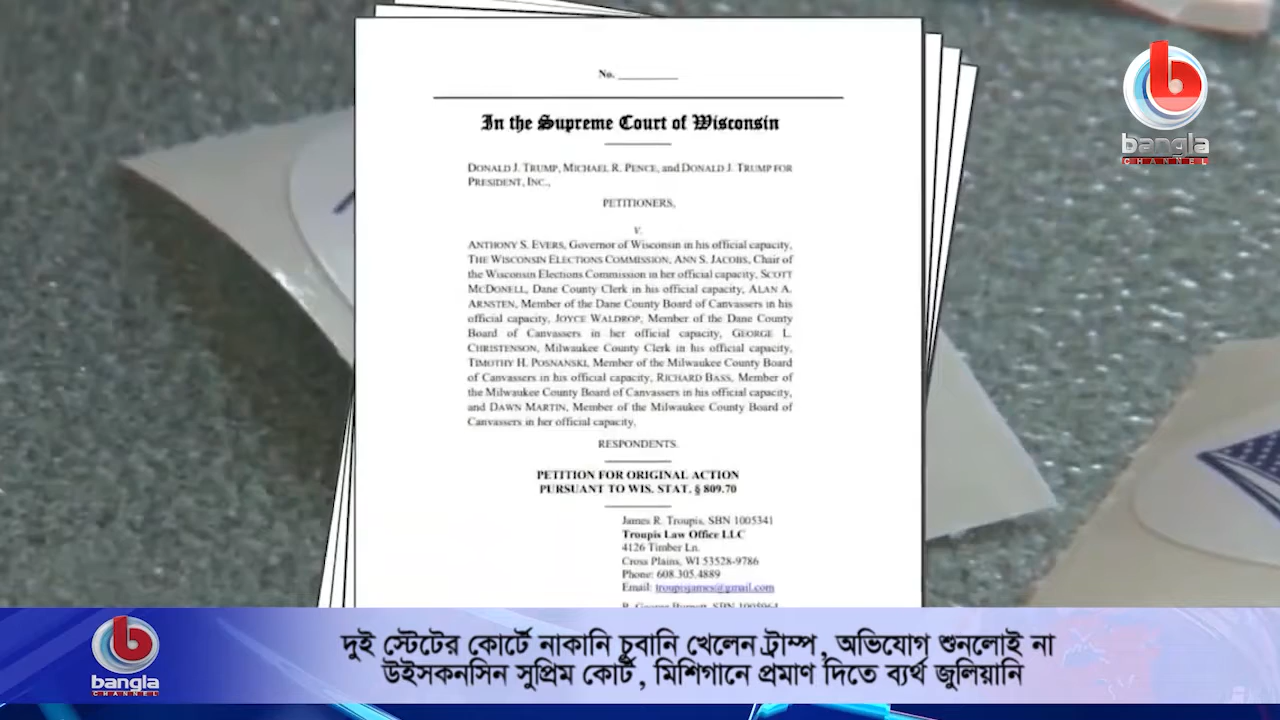 No. ________
In the Supreme Court of Wisconsin
DONALD J. TRUMP, MICHAEL R. PENCE, and DONALD J. TRUMP FOR
PRESIDENT, INC.,
PETITIONERS,
v.
ANTHONY S. EVERS, Governor of Wisconsin in his official capacity,
THE WISCONSIN ELECTIONS COMMISSION, ANN S. JACOBS, Chair of
the Wisconsin Elections Commission in her official capacity, SCOTT
MCDONELL, Dane County Clerk in his official capacity, ALAN A.
ARNSTEN, Member of the Dane County Board of Canvassers in his
official capacity, JOYCE WALDROP, Member of the Dane County
Board of Canvassers in her official capacity, GEORGE L.
CHRISTENSON, Milwaukee County Clerk in his official capacity,
TIMOTHY H. POSNANSKI, Member of the Milwaukee County Board
of Canvassers in his official capacity, RICHARD BASS, Member of
the Milwaukee County Board of Canvassers in his official capacity,
and DAWN MARTIN, Member of the Milwaukee County Board of
Canvassers in her official capacity,
RESPONDENTS.
PETITION FOR ORIGINAL ACTION
PURSUANT TO WIS. STAT. § 809.70
James R. Troupis, SBN 1005341
Troupis Law Office LLC
4126 Timber Ln.
Cross Plains, WI 53528-9786
Phone: 608.305.4889
Email: troupisjames@gmail.com
b
bangla
CHANNEL
b
bangla
CHANNEL
দুই স্টেটের কোর্টে নাকানি চুবানি খেলেন ট্রাম্প, অভিযোগ শুনলোই না
উইসকনসিন সুপ্রিম কোর্ট, মিশিগানে প্রমাণ দিতে ব্যর্থ জুলিয়ানি